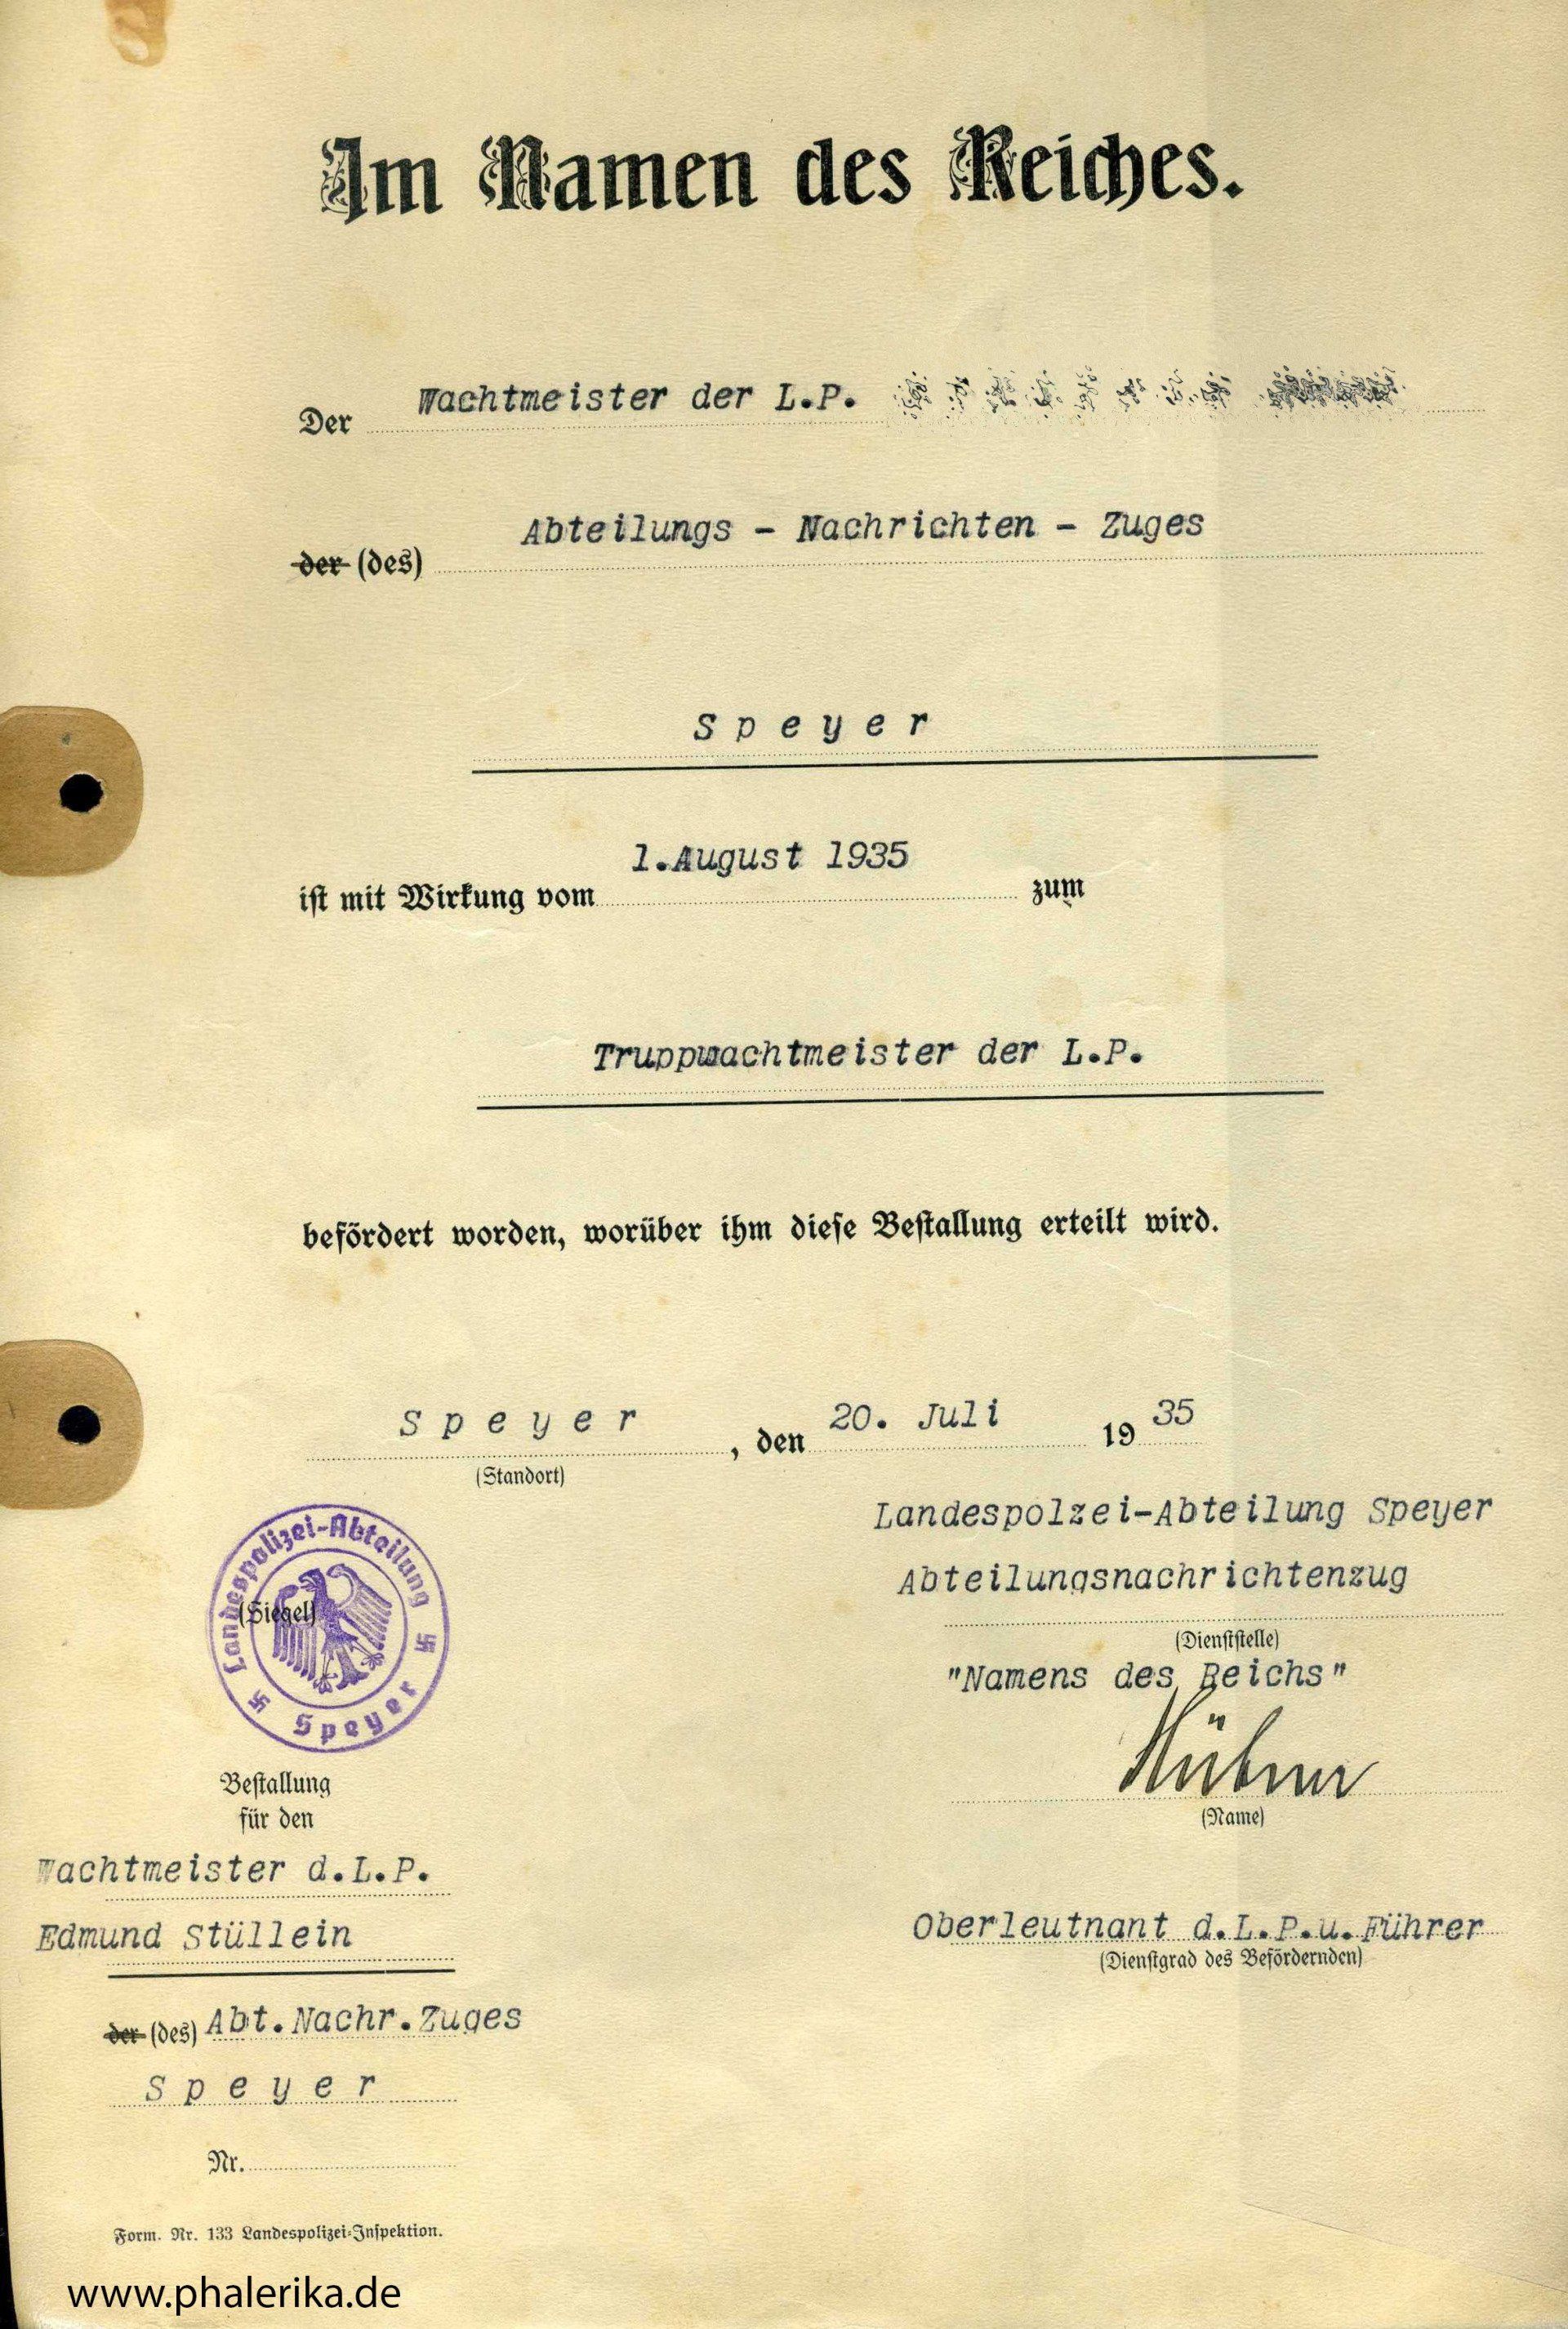 Im Namen des Reiches.
Der Wachtmeister der L.P.
der (des) Abteilungs - Nachrichten - Zuges
Speyer
ist mit Wirkung vom 1.August 1935 zum
Truppwachtmeister der L.P.
befördert worden, worüber ihm diese Bestallung erteilt wird.
Speyer, den 20. Juli 1935
(Standort)
Landespolzei-Abteilung Speyer
Abteilungsnachrichtenzug
(Dienststelle)
"Namens des Reichs"
Hübner
(Name)
Oberleutnant d.L.P.u.Führer
(Dienstgrad des Befördernden)
Landespolizei-Abteilung
(Siegel)
Speyer
Bestallung
für den
Wachtmeister d.L.P.
Edmund Stüllein
der (des) Abt.Nachr.Zuges
Speyer
Nr.
Form. Nr. 133 Landespolizei-Inspektion.
www.phalerika.de